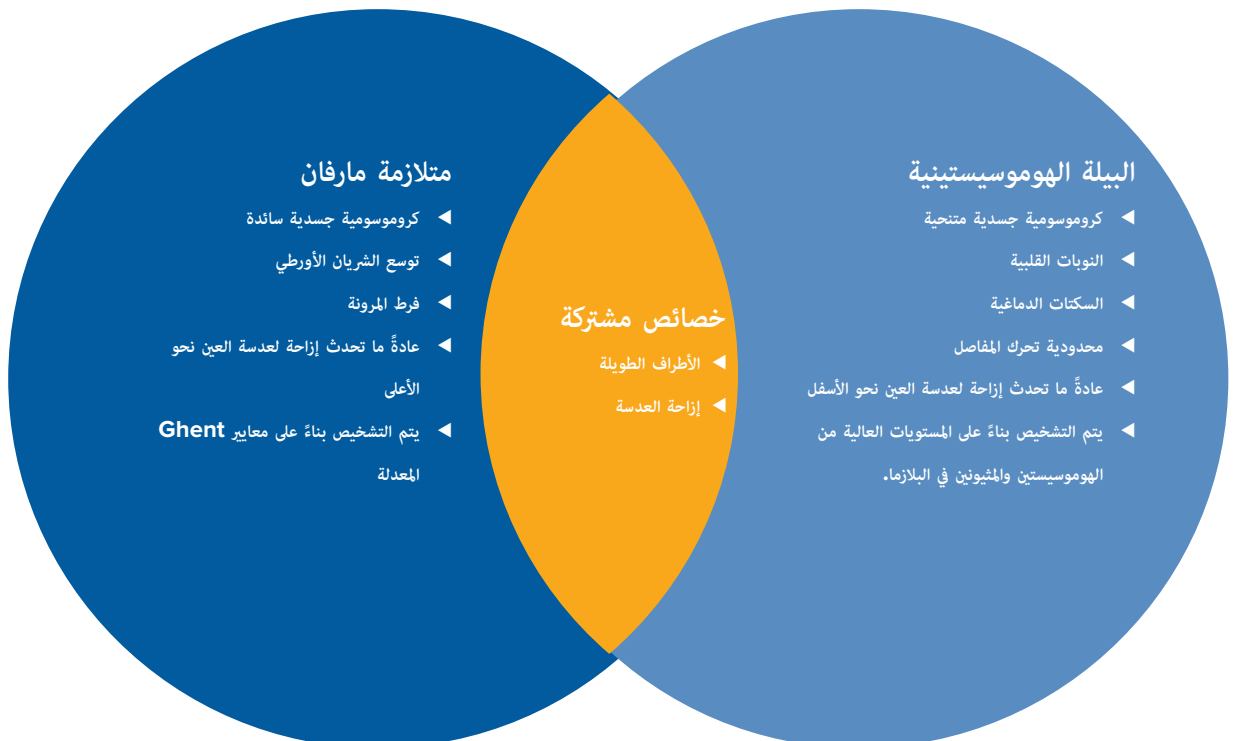 البيلة الهوموسيستينية
◀ كروموسومية جسدية متنحية
◀ النوبات القلبية
◀ السكتات الدماغية
◀ محدودية تحرك المفاصل
◀ عادةً ما تحدث إزاحة لعدسة العين نحو الأسفل
◀ يتم التشخيص بناءً على المستويات العالية من
الهوموسيستين والمثيونين في البلازما.
خصائص مشتركة
◀ الأطراف الطويلة
◀ إزاحة العدسة
متلازمة مارفان
◀ كروموسومية جسدية سائدة
◀ توسع الشريان الأورطي
◀ فرط المرونة
◀ عادةً ما تحدث إزاحة لعدسة العين نحو
الأعلى
◀ يتم التشخيص بناءً على معايير Ghent
المعدلة